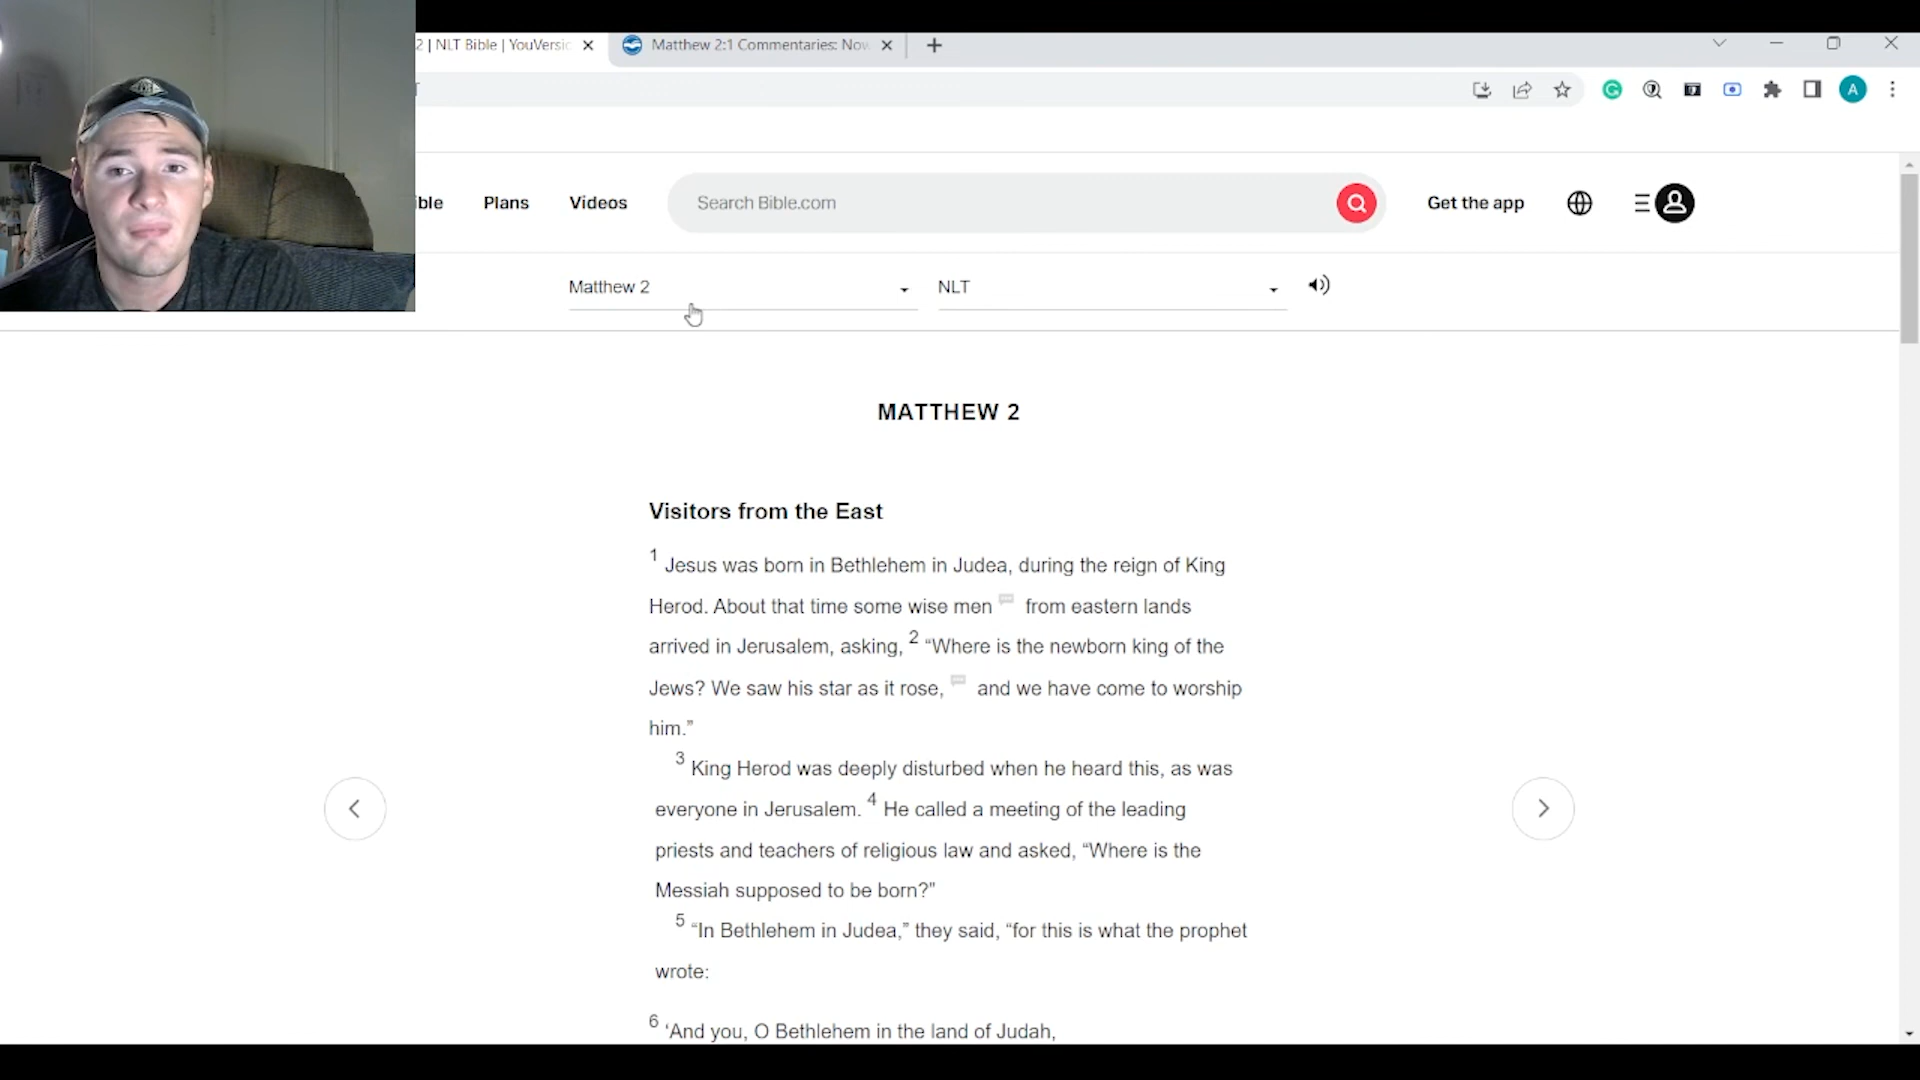 2 | NLT Bible | YouVersic
Matthew 2:1 Commentaries: Nov
A
ble
Plans
Videos
Search Bible.com
Get the app
Matthew 2
NLT
MATTHEW 2
Visitors from the East
1 Jesus was born in Bethlehem in Judea, during the reign of King
Herod. About that time some wise men from eastern lands
arrived in Jerusalem, asking, 2 “Where is the newborn king of the
Jews? We saw his star as it rose, and we have come to worship
him.”
3 King Herod was deeply disturbed when he heard this, as was
everyone in Jerusalem. 4 He called a meeting of the leading
priests and teachers of religious law and asked, “Where is the
Messiah supposed to be born?”
5 “In Bethlehem in Judea,” they said, “for this is what the prophet
wrote:
6 ‘And you, O Bethlehem in the land of Judah,